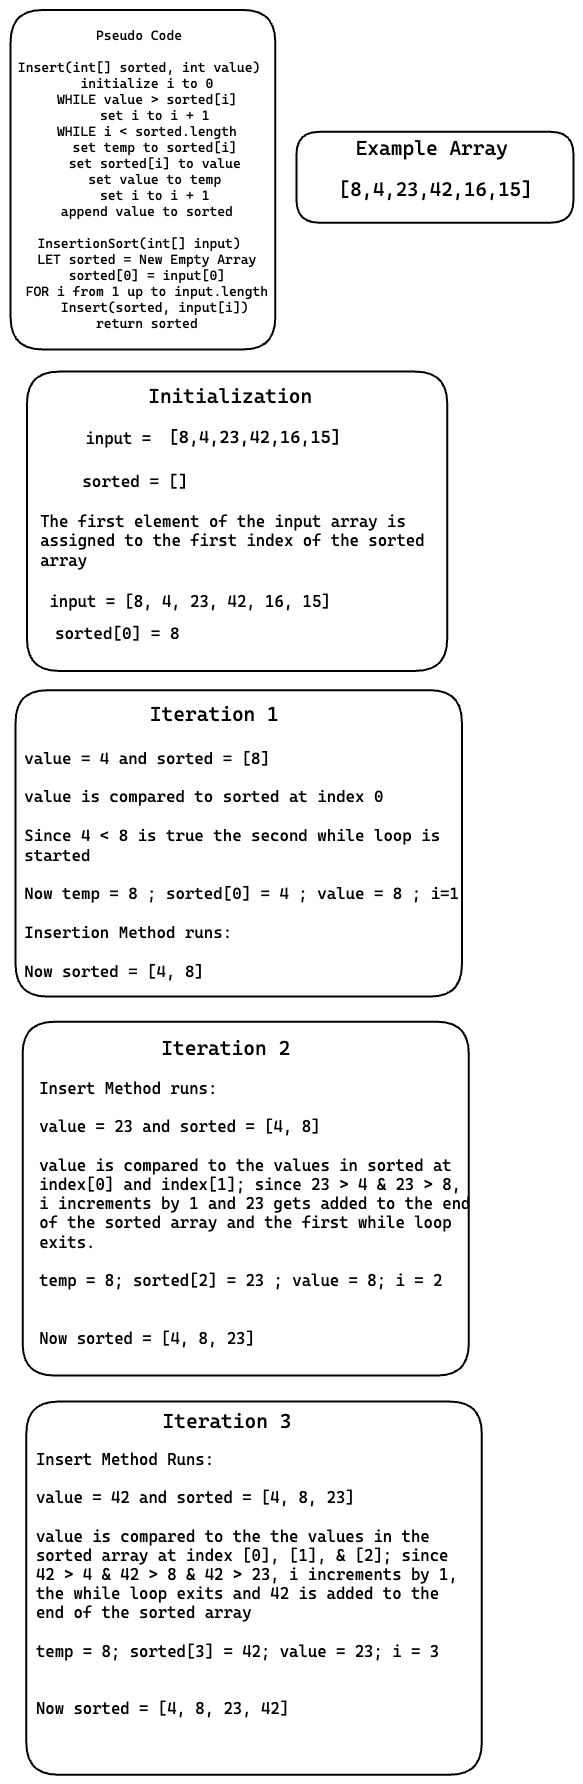 Pseudo Code
Insert(int[] sorted, int value)
initialize i to 0
WHILE value > sorted[i]
set i to i + 1
WHILE i < sorted.length
set temp to sorted[i]
set sorted[i] to value
set value to temp
set i to i + 1
append value to sorted
InsertionSort(int[] input)
LET sorted = New Empty Array
sorted[0] = input[0]
FOR i from 1 up to input.length
Insert(sorted, input[i])
return sorted
Example Array
[8,4,23,42,16,15]
Initialization
input = [8,4,23,42,16,15]
sorted = []
The first element of the input array is
assigned to the first index of the sorted
array
input = [8, 4, 23, 42, 16, 15]
sorted[0] = 8
Iteration 1
value = 4 and sorted = [8]
value is compared to sorted at index 0
Since 4 < 8 is true the second while loop is
started
Now temp = 8 ; sorted[0] = 4 ; value = 8 ; i=1
Insertion Method runs:
Now sorted = [4, 8]
Iteration 2
Insert Method runs:
value = 23 and sorted = [4, 8]
value is compared to the values in sorted at
index[0] and index[1]; since 23 > 4 & 23 > 8,
i increments by 1 and 23 gets added to the end
of the sorted array and the first while loop
exits.
temp = 8; sorted[2] = 23 ; value = 8; i = 2
Now sorted = [4, 8, 23]
Iteration 3
Insert Method Runs:
value = 42 and sorted = [4, 8, 23]
value is compared to the the values in the
sorted array at index [0], [1], & [2]; since
42 > 4 & 42 > 8 & 42 > 23, i increments by 1,
the while loop exits and 42 is added to the
end of the sorted array
temp = 8; sorted[3] = 42; value = 23; i = 3
Now sorted = [4, 8, 23, 42]